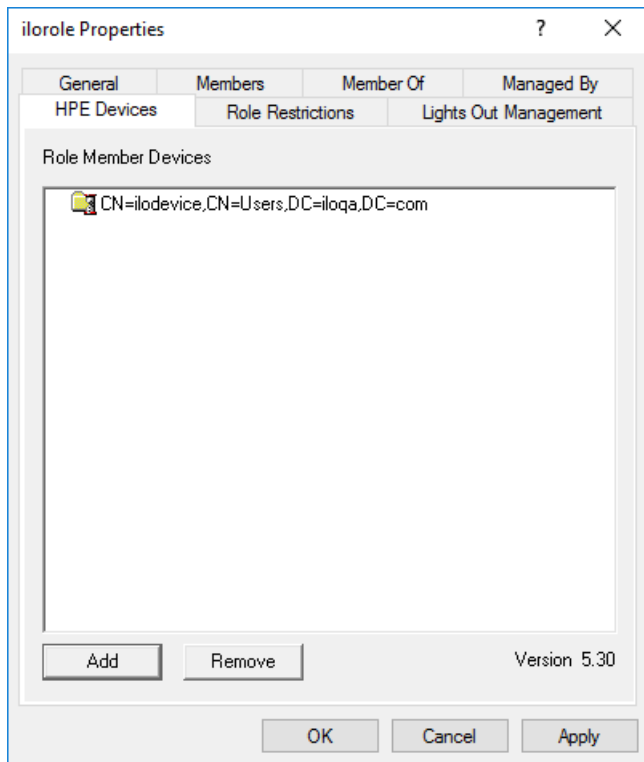 ilorole Properties
?
General
Members
Member Of
Managed By
HPE Devices
Role Restrictions
Lights Out Management
Role Member Devices
CN=ilodevice,CN=Users,DC=iloqa,DC=com
Add
Remove
Version 5.30
OK
Cancel
Apply